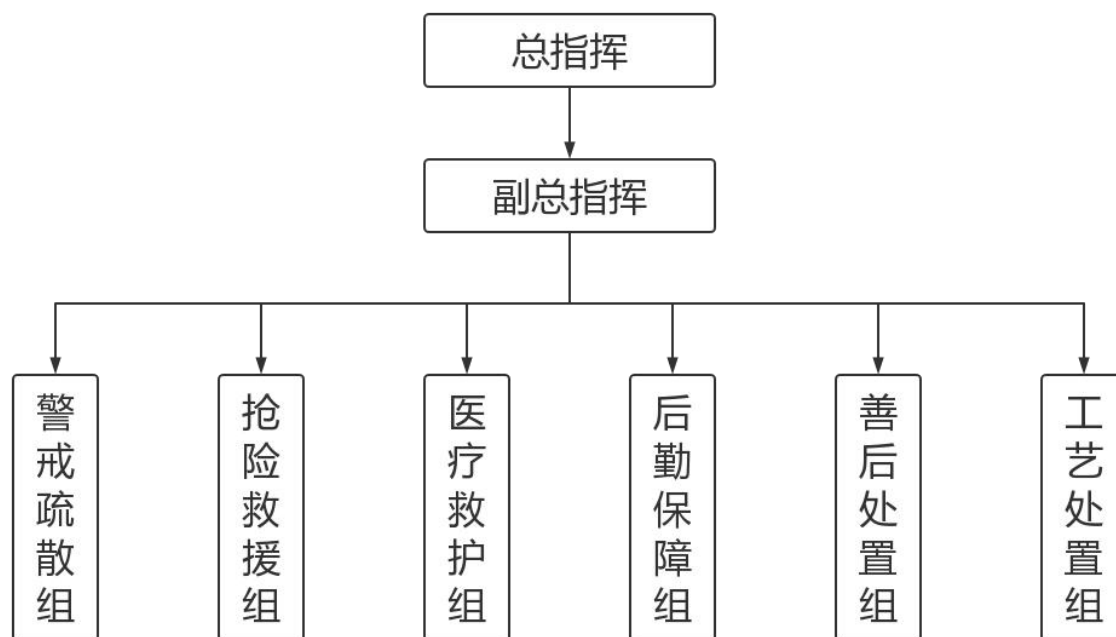 总指挥
副总指挥
警戒疏散组
抢险救援组
医疗救护组
后勤保障组
善后处置组
工艺处置组